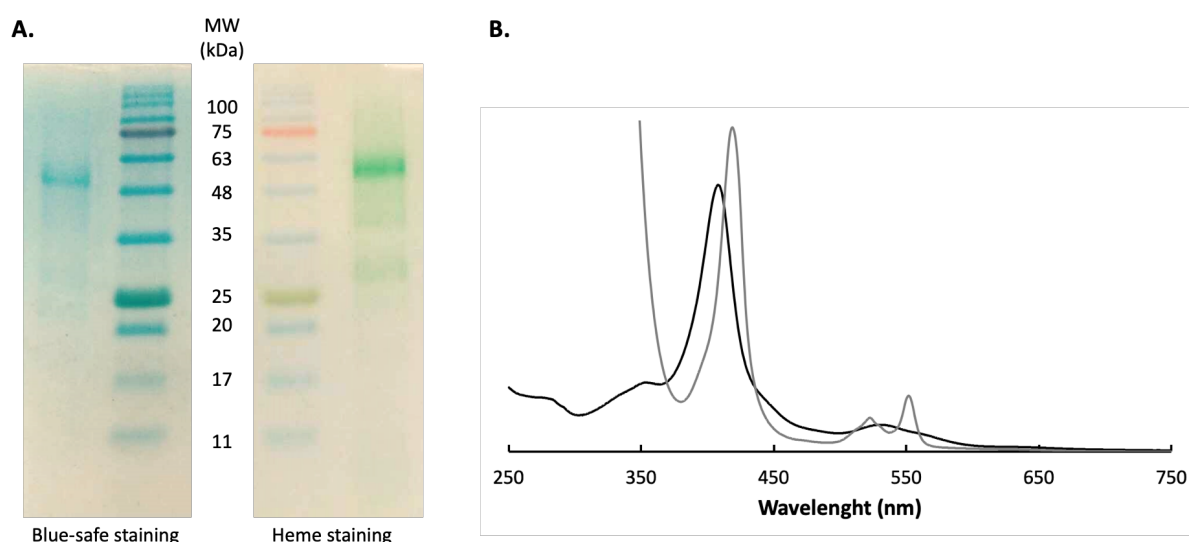 A.
MW
(kDa)
100
75
63
48
35
25
20
17
11
Blue-safe staining
Heme staining
B.
250
350
450
550
650
750
Wavelenght (nm)